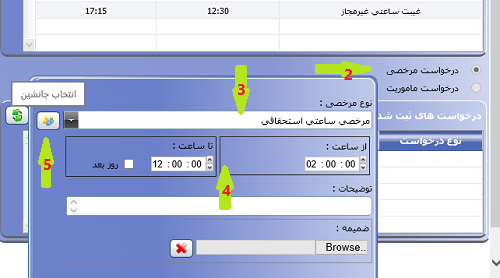 غیبت ساعتی غیرمجاز 12:30 17:15
درخواست مرخصی
2
درخواست ماموریت
انتخاب جانشین
درخواست های ثبت شد
نوع درخواست
3
نوع مرخصی :
مرخصی ساعتی استحقاقی
5
از ساعت :
02 : 00 : 00
تا ساعت :
12 : 00 : 00
روز بعد
4
توضیحات :
ضمیمه :
Browse..